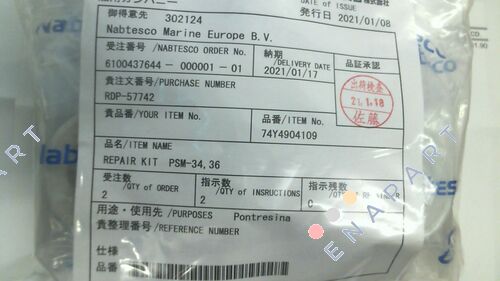 DATE OF ISSUE
御得意先 302124 発行日 2021/01/08
Nabtesco Marine Europe B.V.
受注番号 /NABTESCO ORDER No. 納期 /DELIVERY DATE 品証承認
6100437644 -000001 -01 2021/01/17
貴注文番号/PURCHASE NUMBER
RDP-57742
出荷検査
21.1.18
佐藤
貴品番/YOUR ITEM No. /ITEM No.
74Y4904109
品名/ITEM NAME
REPAIR KIT PSM-34,36
受注数 /QTY of ORDER 指示数 /QTY of INSRUCTIONS 指示残数
2 2
用途・使用先/PURPOSES Pontresina
貴整理番号/REFERENCE NUMBER
仕様
品番
ENAPART